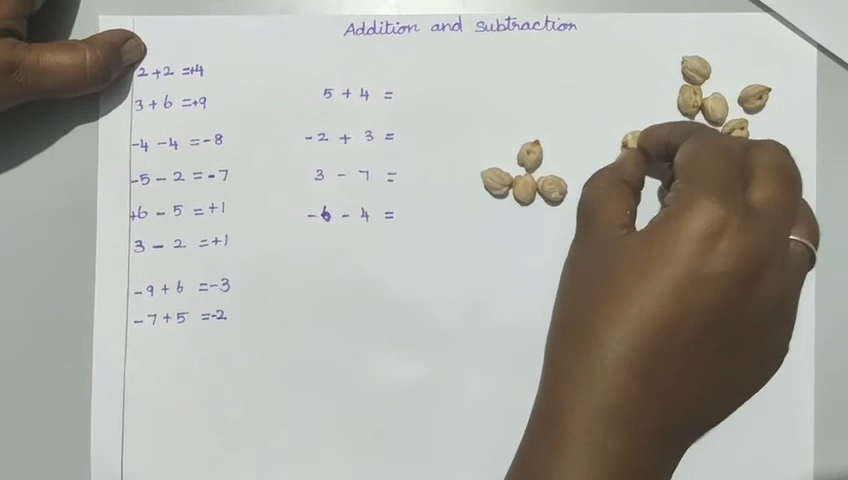 Addition and subtraction
2 + 2 = +4
3 + 6 = +9
-4 - 4 = -8
-5 - 2 = -7
+6 - 5 = +1
3 - 2 = +1
-9 + 6 = -3
-7 + 5 = -2
5 + 4 =
-2 + 3 =
3 - 7 =
-6 - 4 =